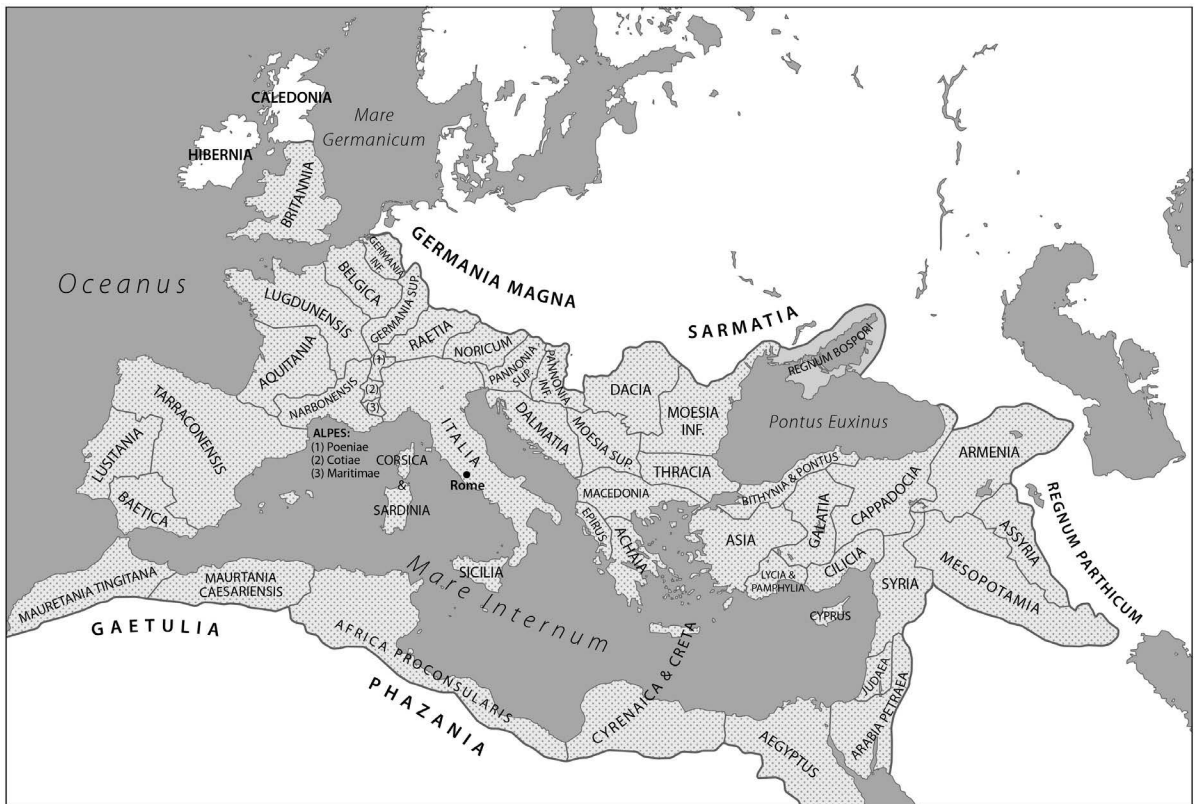 CALEDONIA
Mare
Germanicum
HIBERNIA
BRITANNIA
Oceanus
GERMANIA MAGNA
GERMANIA
INF.
BELGICA
LUGDUNENSIS
GERMANIA SUP.
RAETIA
NORICUM
PANNONIA
SUP.
PANNONIA
INF.
SARMATIA
REGNUM BOSPORI
AQUITANIA
NARBONENSIS
(1)
(2)
(3)
DACIA
MOESIA
INF.
Pontus Euxinus
TARRACONENSIS
LUSITANIA
BAETICA
ALPES:
(1) Poeniae
(2) Cotiae
(3) Maritimae
CORSICA
&
SARDINIA
ITALIA
Rome
DALMATIA
MOESIA SUP.
THRACIA
MACEDONIA
EPIRUS
ACHAIA
BITHYNIA & PONTUS
ASIA
GALATIA
CAPPADOCIA
ARMENIA
REGNUM PARTHICUM
ASSYRIA
MESOPOTAMIA
LYCIA &
PAMPHYLIA
CILICIA
SYRIA
CYPRUS
SICILIA
Mare Internum
MAURETANIA TINGITANA
MAURTANIA
CAESARIENSIS
GAETULIA
AFRICA PROCONSULARIS
PHAZANIA
CYRENAICA & CRETA
JUDAEA
ARABIA PETRAEA
AEGYPTUS